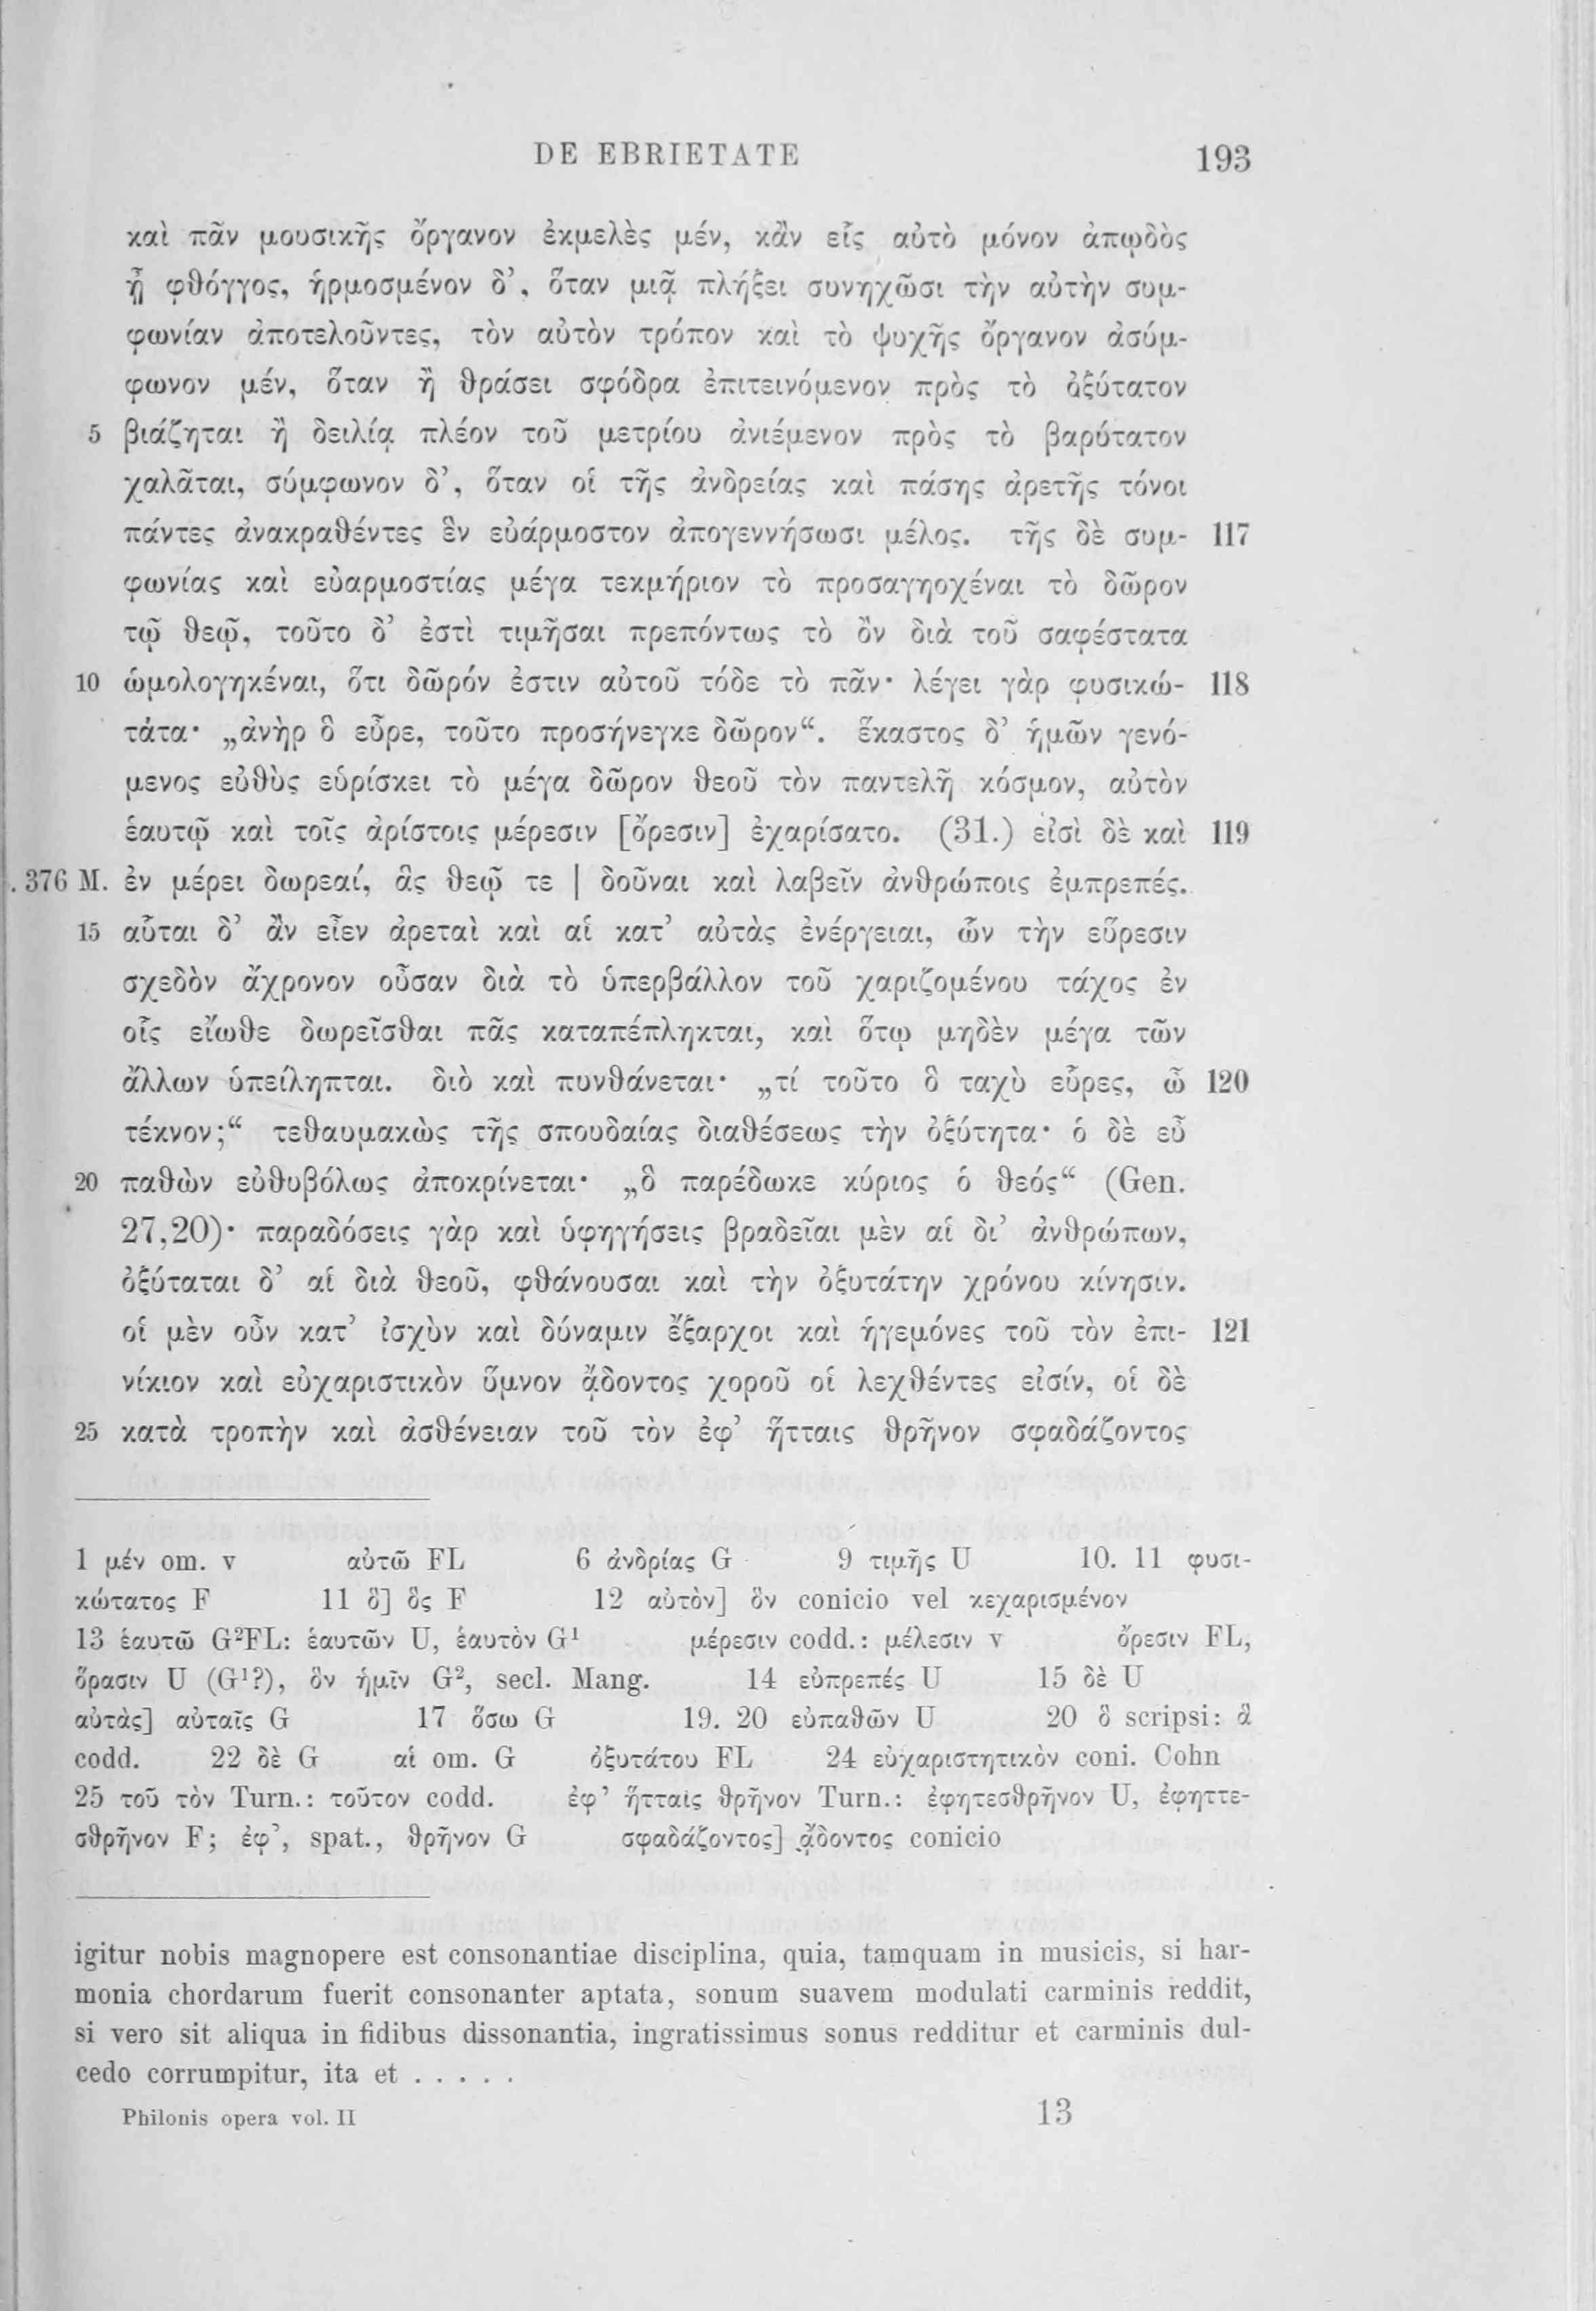 DE EBRIETATE 193
καὶ πᾶν μουσικῆς ὄργανον ἐκμελὲς μέν, κἂν εἷς αὐτὸ μόνον ἀπῳδὸς
ᾖ φθόγγος, ἡρμοσμένον δ’, ὅταν μιᾷ πλήξει συνηχῶσι τὴν αὐτὴν συμ-
φωνίαν ἀποτελοῦντες, τὸν αὐτὸν τρόπον καὶ τὸ ψυχῆς ὄργανον ἀσύμ-
φωνον μέν, ὅταν ἢ θράσει σφόδρα ἐπιτεινόμενον πρὸς τὸ ὀξύτατον
5 βιάζηται ἢ δειλίᾳ πλέον τοῦ μετρίου ἀνιέμενον πρὸς τὸ βαρύτατον
χαλᾶται, σύμφωνον δ’, ὅταν οἱ τῆς ἀνδρείας καὶ πάσης ἀρετῆς τόνοι
πάντες ἀνακραθέντες ἓν εὐάρμοστον ἀπογεννήσωσι μέλος. τῆς δὲ συμ- 117
φωνίας καὶ εὐαρμοστίας μέγα τεκμήριον τὸ προσαγηοχέναι τὸ δῶρον
τῷ θεῷ, τοῦτο δ’ ἐστὶ τιμῆσαι πρεπόντως τὸ ὂν διὰ τοῦ σαφέστατα
10 ὡμολογηκέναι, ὅτι δῶρόν ἐστιν αὐτοῦ τόδε τὸ πᾶν· λέγει γὰρ φυσικώ- 118
τατα· „ἀνὴρ ὃ εὗρε, τοῦτο προσήνεγκε δῶρον“. ἕκαστος δ’ ἡμῶν γενό-
μενος εὐθὺς εὑρίσκει τὸ μέγα δῶρον θεοῦ τὸν παντελῆ κόσμον, αὐτὸν
ἑαυτῷ καὶ τοῖς ἀρίστοις μέρεσιν [ὄρεσιν] ἐχαρίσατο. (31.) εἰσὶ δὲ καὶ 119
. 376 M. ἐν μέρει δωρεαί, ἃς θεῷ τε | δοῦναι καὶ λαβεῖν ἀνθρώποις ἐμπρεπές.
15 αὗται δ’ ἂν εἶεν ἀρεταὶ καὶ αἱ κατ’ αὐτὰς ἐνέργειαι, ὧν τὴν εὕρεσιν
σχεδὸν ἄχρονον οὖσαν διὰ τὸ ὑπερβάλλον τοῦ χαριζομένου τάχος ἐν
οἷς εἴωθε δωρεῖσθαι πᾶς καταπέπληκται, καὶ ὅτῳ μηδὲν μέγα τῶν
ἄλλων ὑπείληπται. διὸ καὶ πυνθάνεται· „τί τοῦτο ὃ ταχὺ εὗρες, ὦ 120
τέκνον;“ τεθαυμακὼς τῆς σπουδαίας διαθέσεως τὴν ὀξύτητα· ὁ δὲ εὖ
20 παθὼν εὐθυβόλως ἀποκρίνεται· „ὃ παρέδωκε κύριος ὁ θεός“ (Gen.
27,20)· παραδόσεις γὰρ καὶ ὑφηγήσεις βραδεῖαι μὲν αἱ δι’ ἀνθρώπων,
ὀξύταται δ’ αἱ διὰ θεοῦ, φθάνουσαι καὶ τὴν ὀξυτάτην χρόνου κίνησιν.
οἱ μὲν οὖν κατ’ ἰσχὺν καὶ δύναμιν ἔξαρχοι καὶ ἡγεμόνες τοῦ τὸν ἐπι- 121
νίκιον καὶ εὐχαριστικὸν ὕμνον ᾄδοντος χοροῦ οἱ λεχθέντες εἰσίν, οἱ δὲ
25 κατὰ τροπὴν καὶ ἀσθένειαν τοῦ τὸν ἐφ’ ἥτταις θρῆνον σφαδάζοντος
1 μέν om. v αὐτῶ FL 6 ἀνδρίας G 9 τιμῆς U 10. 11 φυσι-
κώτατος F 11 ὃ] ὃς F 12 αὐτὸν] ὃν conicio vel κεχαρισμένον
13 ἑαυτῶ G²FL: ἑαυτῶν U, ἑαυτὸν G¹ μέρεσιν codd.: μέλεσιν v ὄρεσιν FL,
ὅρασιν U (G¹?), ὃν ἡμῖν G², secl. Mang. 14 εὐπρεπές U 15 δὲ U
αὐτὰς] αὐταῖς G 17 ὅσω G 19. 20 εὐπαθῶν U 20 ὃ scripsi: ἃ
codd. 22 δὲ G αἱ om. G ὀξυτάτου FL 24 εὐχαριστητικὸν coni. Cohn
25 τοῦ τὸν Turn.: τοῦτον codd. ἐφ’ ἥτταις θρῆνον Turn.: ἐφητεσθρῆνον U, ἐφηττε-
σθρῆνον F; ἐφ’, spat., θρῆνον G σφαδάζοντος] ᾄδοντος conicio
igitur nobis magnopere est consonantiae disciplina, quia, tamquam in musicis, si har-
monia chordarum fuerit consonanter aptata, sonum suavem modulati carminis reddit,
si vero sit aliqua in fidibus dissonantia, ingratissimus sonus redditur et carminis dul-
cedo corrumpitur, ita et . . . . .
Philonis opera vol. II 13